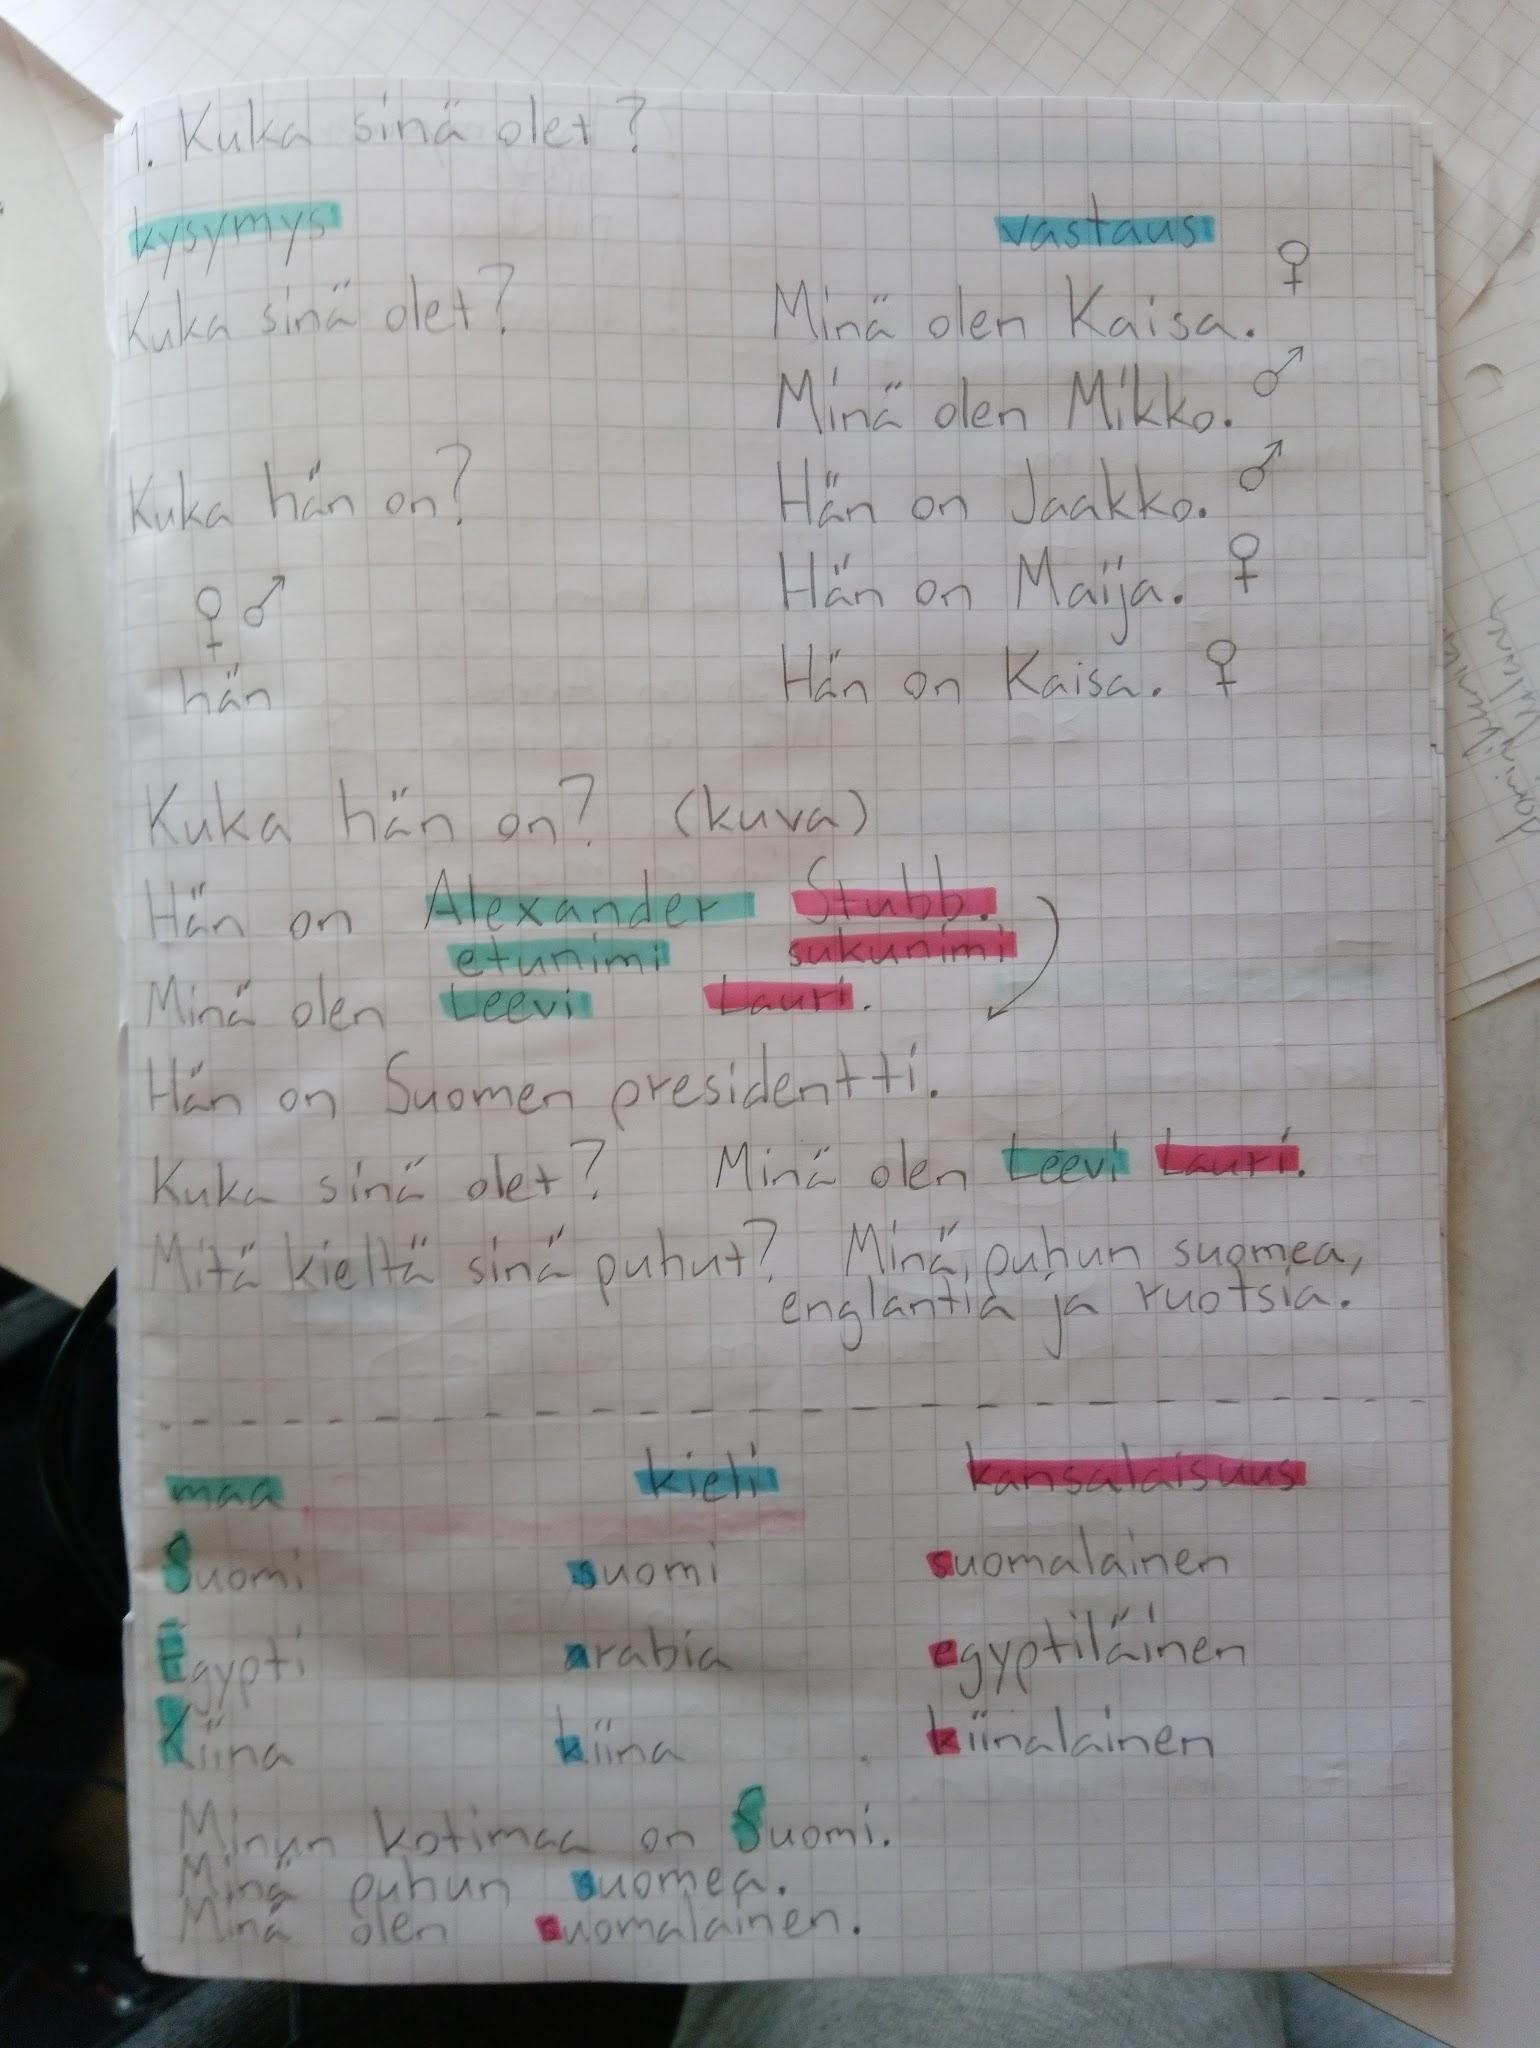 1. Kuka sinä olet?
kysymys vastaus
Kuka sinä olet? Minä olen Kaisa. ♀
Minä olen Mikko. ♂
Kuka hän on? Hän on Jaakko. ♂
♀ ♂ Hän on Maija. ♀
hän Hän on Kaisa. ♀
Kuka hän on? (kuva)
Hän on Alexander Stubb.
etunimi sukunimi
Minä olen Leevi Lauri.
Hän on Suomen presidentti.
Kuka sinä olet? Minä olen Leevi Lauri.
Mitä kieltä sinä puhut? Minä puhun suomea,
englantia ja ruotsia.
maa kieli kansalaisuus
Suomi suomi suomalainen
Egypti arabia egyptiläinen
Kiina kiina kiinalainen
Minun kotimaa on Suomi.
Minä puhun suomea.
Minä olen suomalainen.